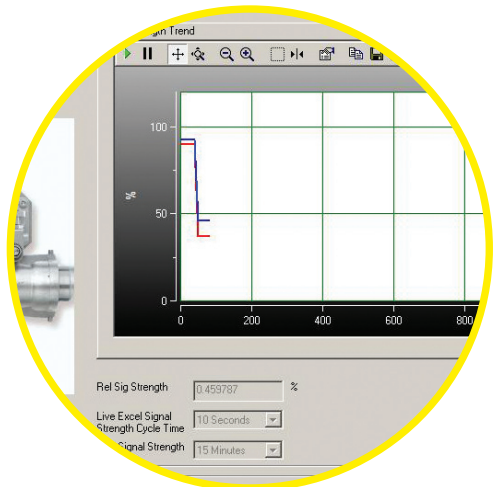 Trend
100
%
50
0
0 200 400 600 800
Rel Sig Strength 0.459787 %
Live Excel Signal
Strength Cycle Time 10 Seconds
Signal Strength 15 Minutes